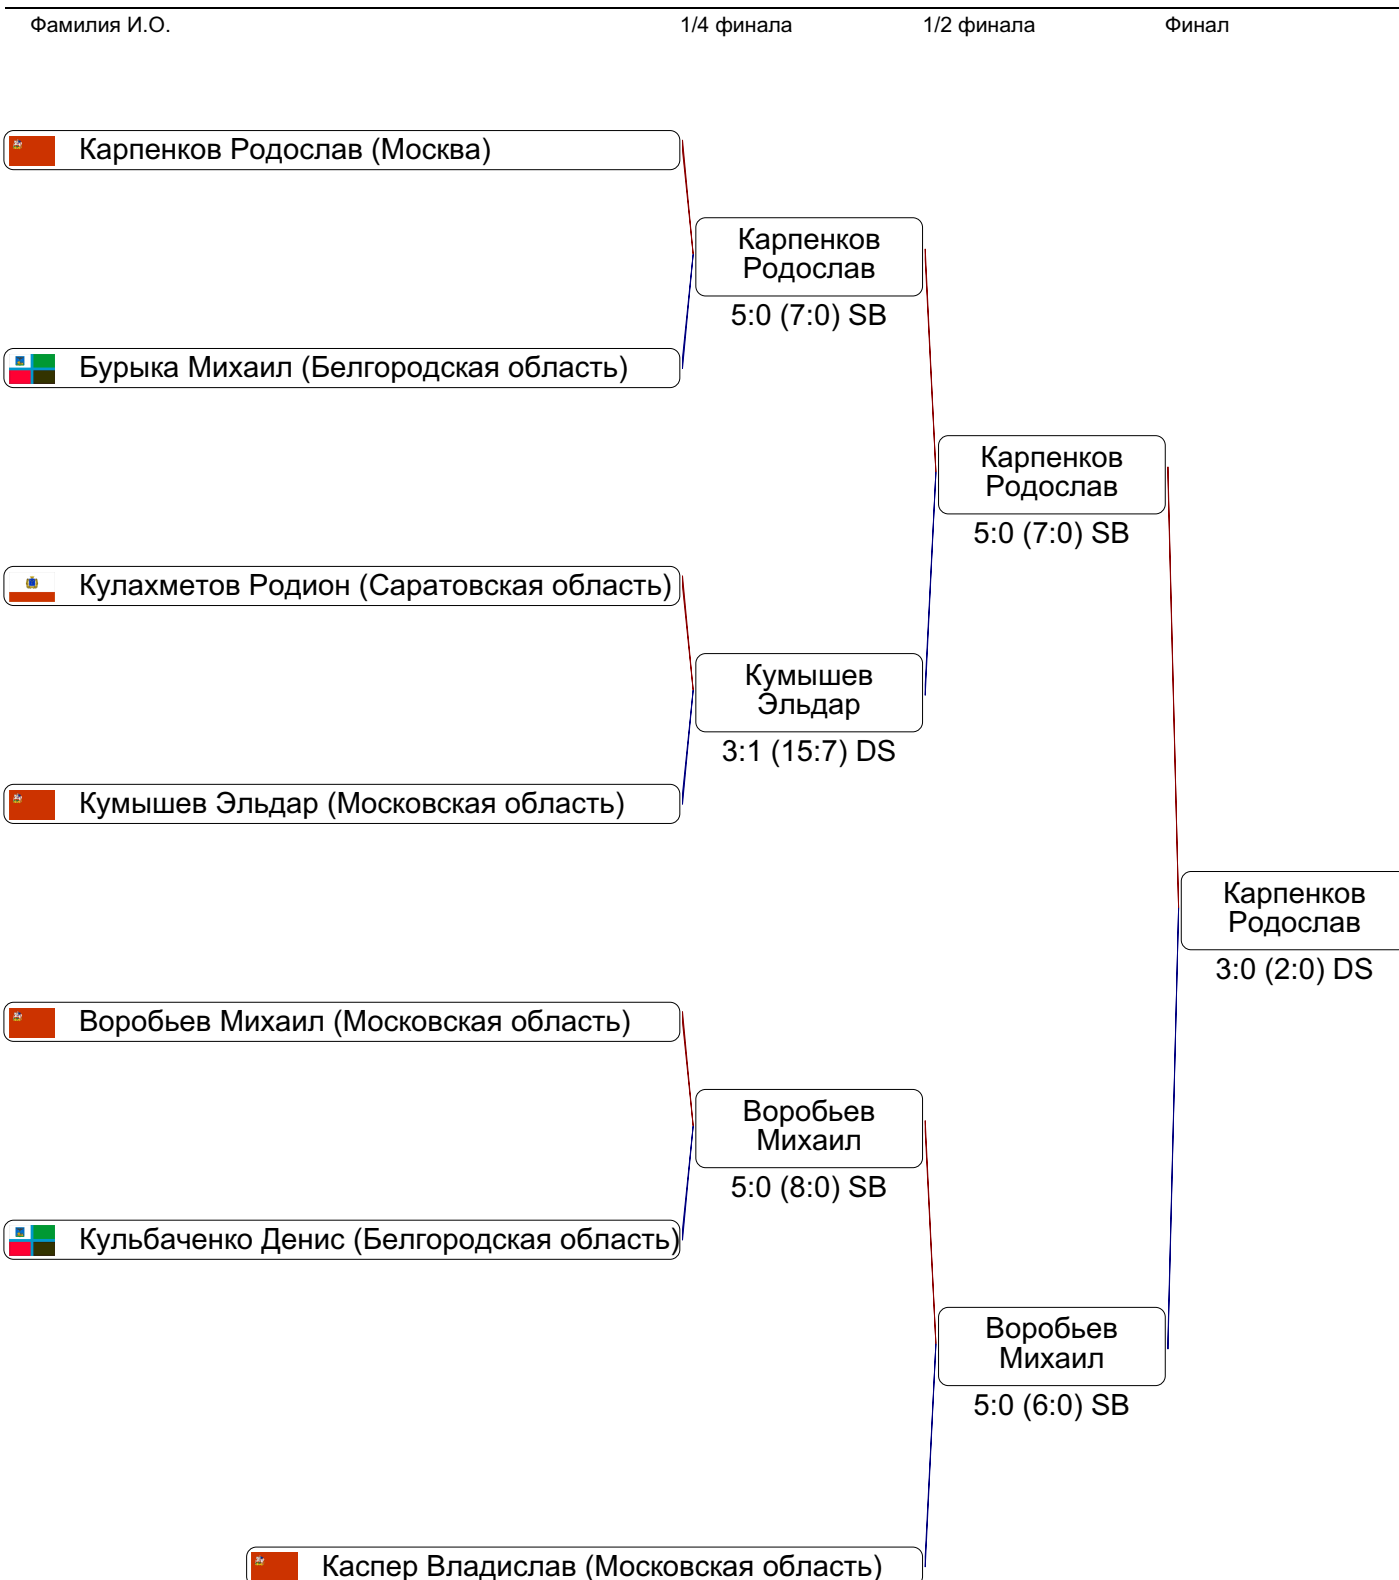 Фамилия И.О. 1/4 финала 1/2 финала Финал
Карпенков Родослав (Москва)
Карпенков
Родослав
5:0 (7:0) SB
Бурыка Михаил (Белгородская область)
Карпенков
Родослав
5:0 (7:0) SB
Кулахметов Родион (Саратовская область)
Кумышев
Эльдар
3:1 (15:7) DS
Кумышев Эльдар (Московская область)
Карпенков
Родослав
3:0 (2:0) DS
Воробьев Михаил (Московская область)
Воробьев
Михаил
5:0 (8:0) SB
Кульбаченко Денис (Белгородская область)
Воробьев
Михаил
5:0 (6:0) SB
Каспер Владислав (Московская область)